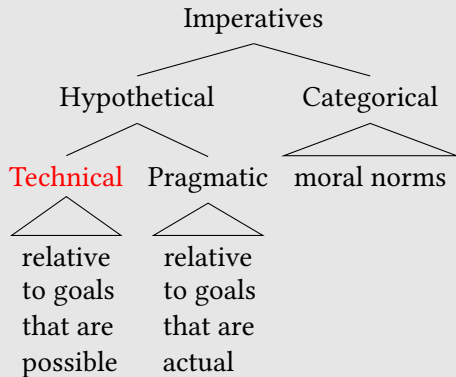 Imperatives
Hypothetical Categorical
Technical Pragmatic moral norms
relative relative
to goals to goals
that are that are
possible actual